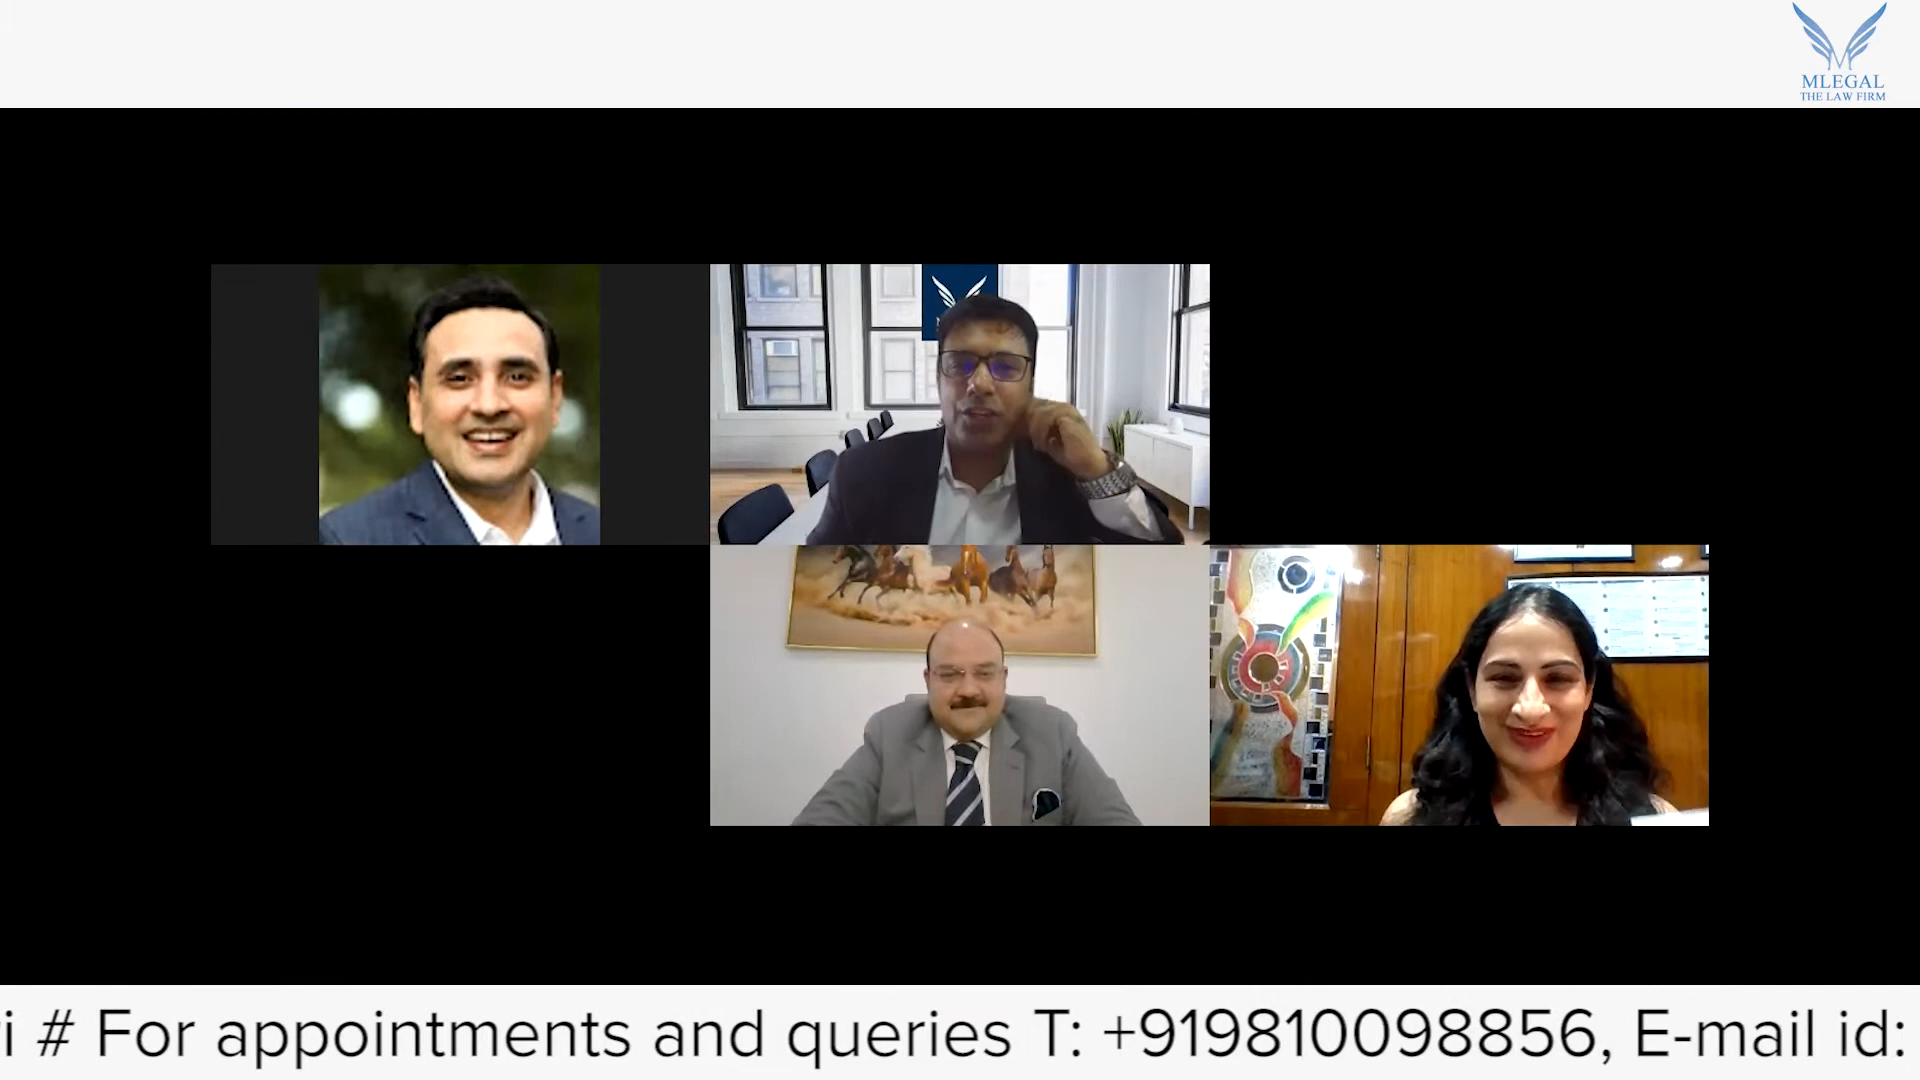 MLEGAL
THE LAW FIRM
i # For appointments and queries T: +919810098856, E-mail id: